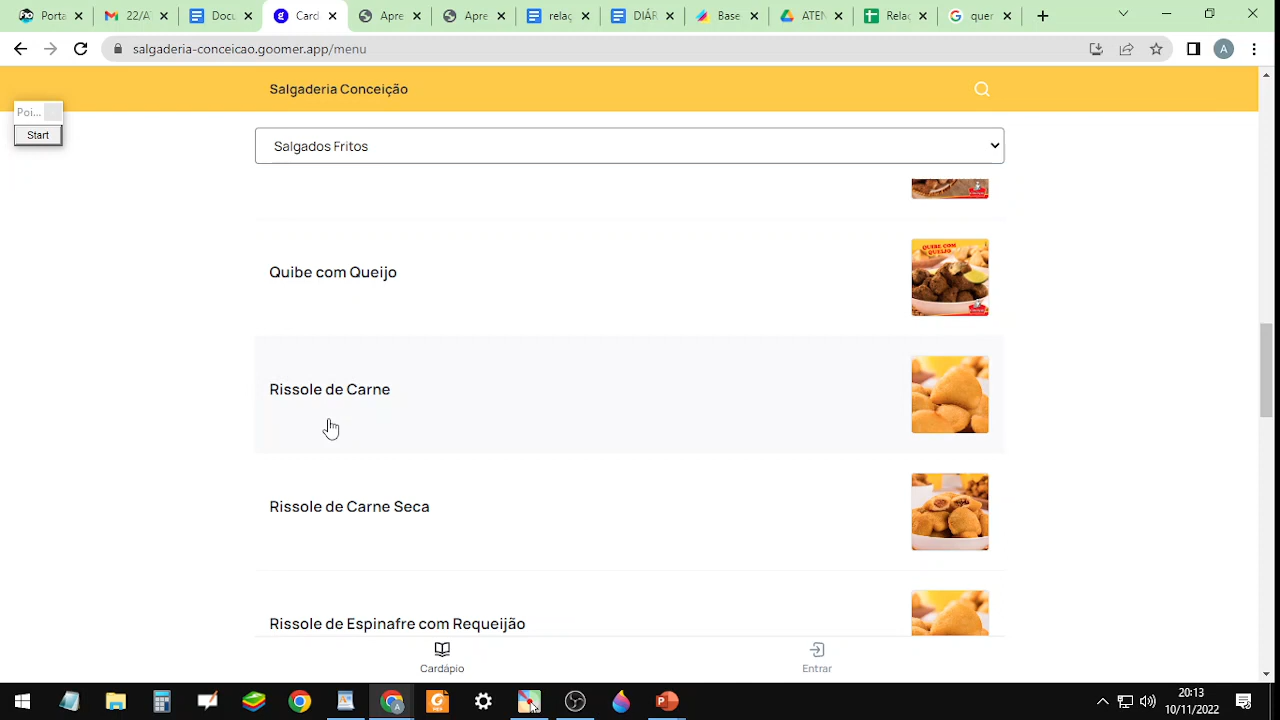 Porta
22/A
Docu
Card
Apre
Apre
relaç
DIÁR
Base
ATEN
Relac
quer
salgaderia-conceicao.goomer.app/menu
A
Salgaderia Conceição
Poi...
Start
Salgados Fritos
Quibe com Queijo
QUIBE COM
QUEIJO
Rissole de Carne
Rissole de Carne Seca
Rissole de Espinafre com Requeijão
Cardápio
Entrar
20:13
10/11/2022